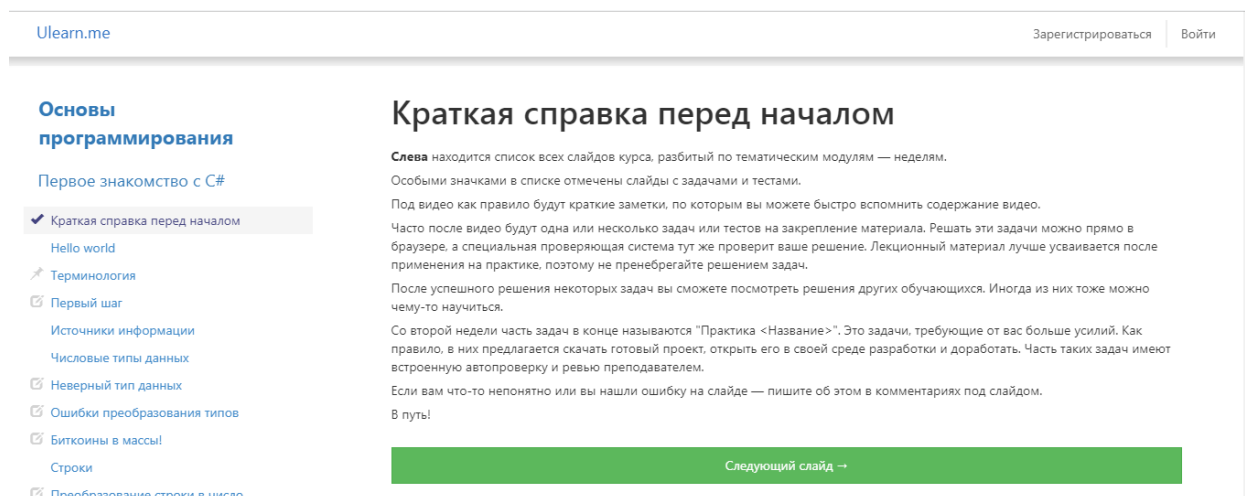 Ulearn.me
Зарегистрироваться
Войти
Основы
программирования
Первое знакомство с C#
Краткая справка перед началом
Hello world
Терминология
Первый шаг
Источники информации
Числовые типы данных
Неверный тип данных
Ошибки преобразования типов
Биткоины в массы!
Строки
Преобразование строки в число
Краткая справка перед началом
Слева находится список всех слайдов курса, разбитый по тематическим модулям — неделям.
Особыми значками в списке отмечены слайды с задачами и тестами.
Под видео как правило будут краткие заметки, по которым вы можете быстро вспомнить содержание видео.
Часто после видео будут одна или несколько задач или тестов на закрепление материала. Решать эти задачи можно прямо в
браузере, а специальная проверяющая система тут же проверит ваше решение. Лекционный материал лучше усваивается после
применения на практике, поэтому не пренебрегайте решением задач.
После успешного решения некоторых задач вы сможете посмотреть решения других обучающихся. Иногда из них тоже можно
чему-то научиться.
Со второй недели часть задач в конце называются "Практика <Название>". Это задачи, требующие от вас больше усилий. Как
правило, в них предлагается скачать готовый проект, открыть его в своей среде разработки и доработать. Часть таких задач имеют
встроенную автопроверку и ревью преподавателем.
Если вам что-то непонятно или вы нашли ошибку на слайде — пишите об этом в комментариях под слайдом.
В путь!
Следующий слайд →